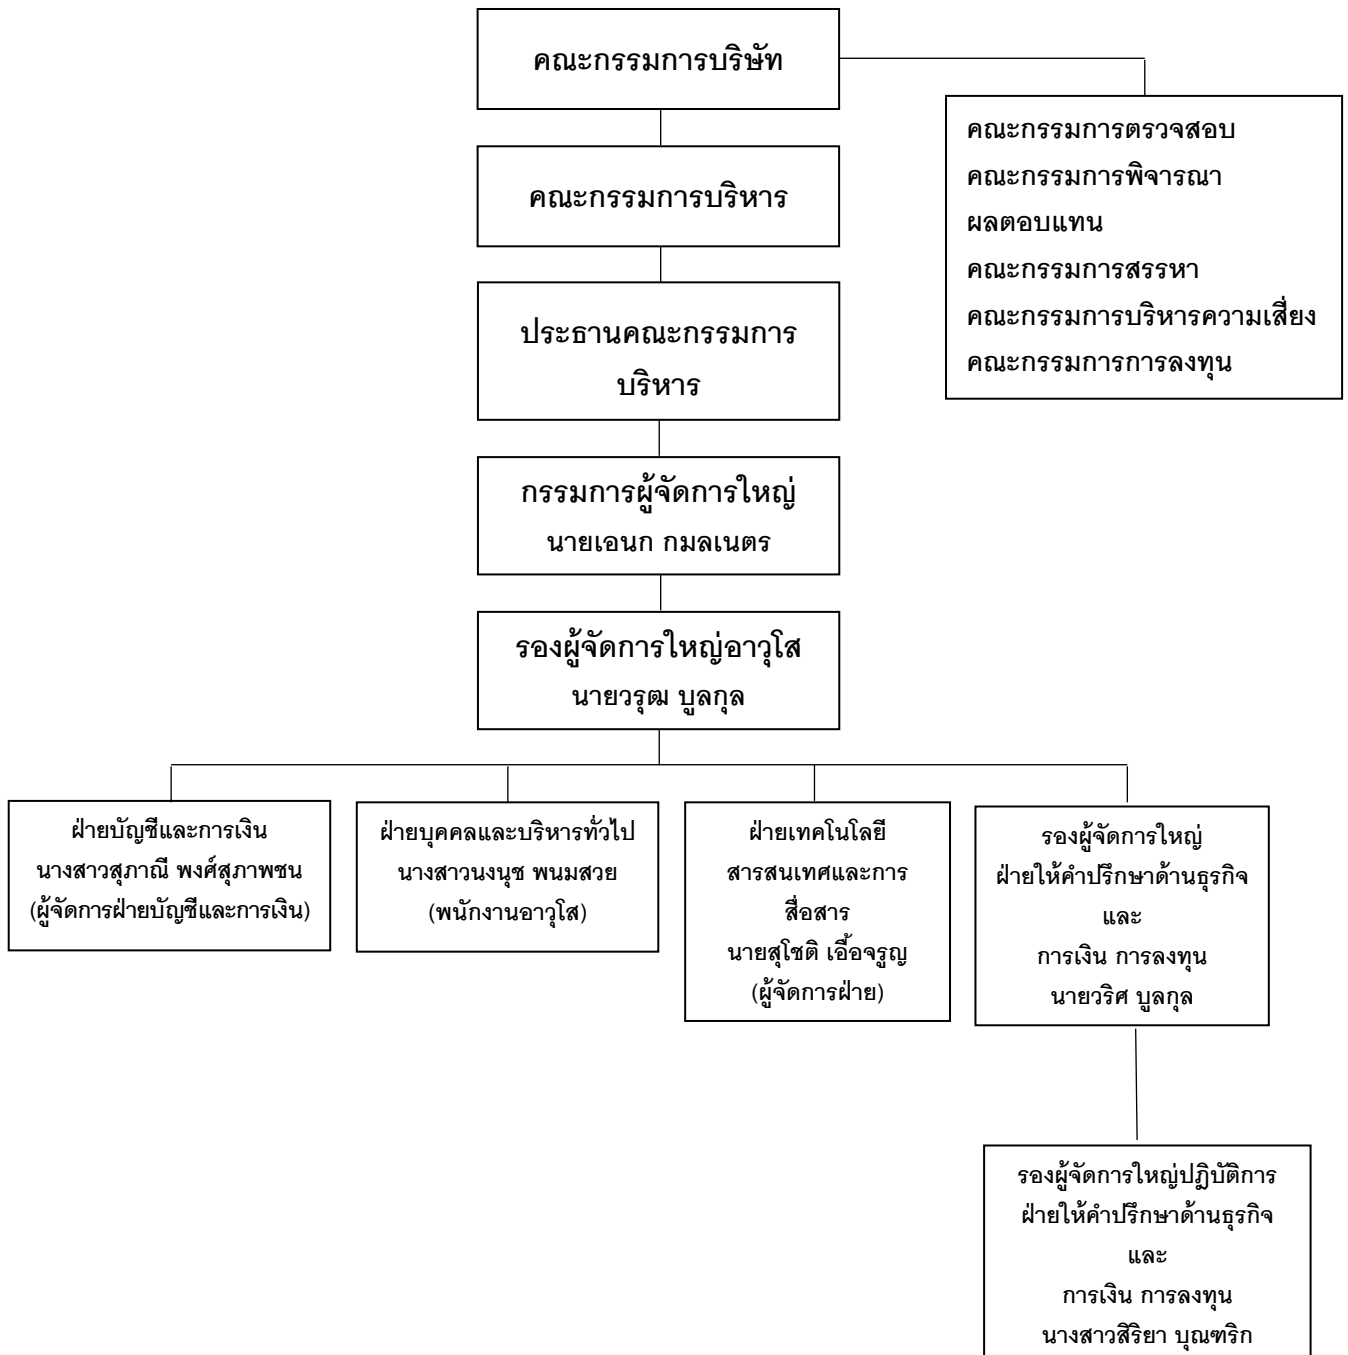 คณะกรรมการบริษัท
คณะกรรมการตรวจสอบ
คณะกรรมการพิจารณา
ผลตอบแทน
คณะกรรมการสรรหา
คณะกรรมการบริหารความเสี่ยง
คณะกรรมการการลงทุน
คณะกรรมการบริหาร
ประธานคณะกรรมการ
บริหาร
กรรมการผู้จัดการใหญ่
นายเอนก กมลเนตร
รองผู้จัดการใหญ่อาวุโส
นายวรุฒ บูลกุล
ฝ่ายบัญชีและการเงิน
นางสาวสุภาณี พงศ์สุภาพชน
(ผู้จัดการฝ่ายบัญชีและการเงิน)
ฝ่ายบุคคลและบริหารทั่วไป
นางสาวนงนุช พนมสวย
(พนักงานอาวุโส)
ฝ่ายเทคโนโลยี
สารสนเทศและการ
สื่อสาร
นายสุโชติ เอื้อจรูญ
(ผู้จัดการฝ่าย)
รองผู้จัดการใหญ่
ฝ่ายให้คำปรึกษาด้านธุรกิจ
และ
การเงิน การลงทุน
นายวริศ บูลกุล
รองผู้จัดการใหญ่ปฎิบัติการ
ฝ่ายให้คำปรึกษาด้านธุรกิจ
และ
การเงิน การลงทุน
นางสาวสิริยา บุณฑริก